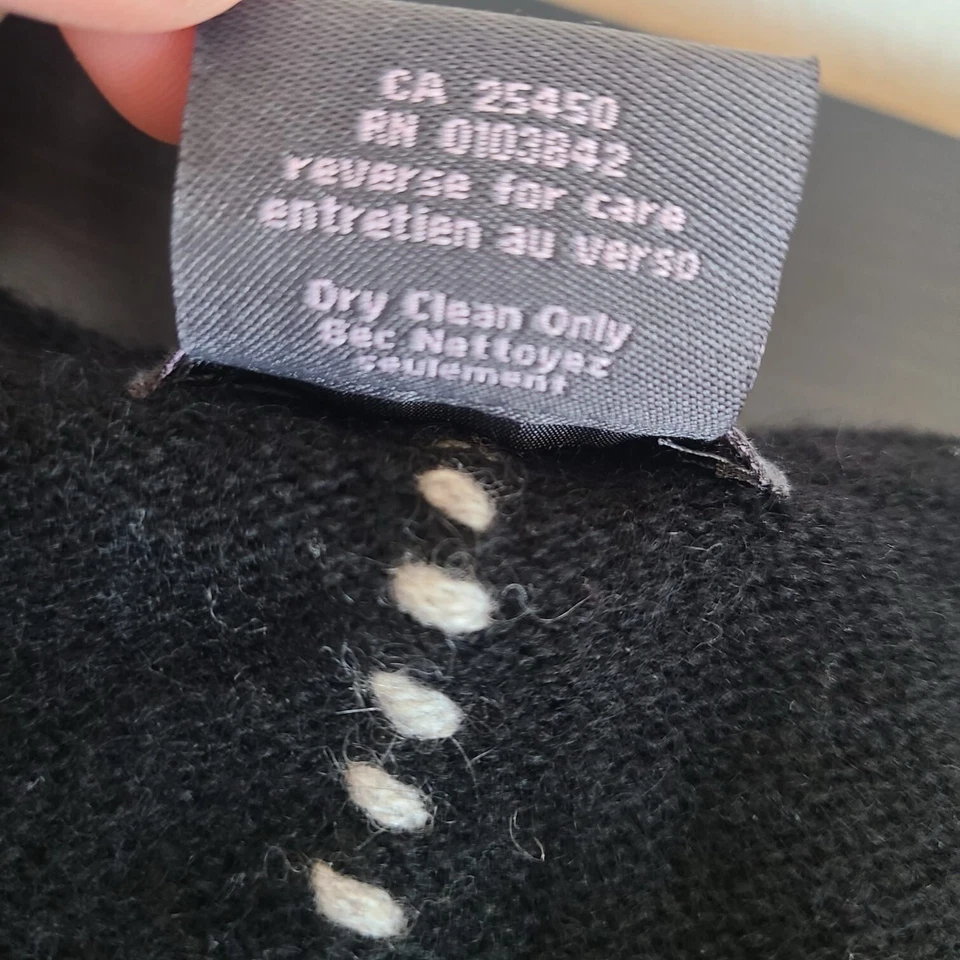 CA 25450
RN 0103842
reverse for care
entretien au verso
Dry Clean Only
Sec Nettoyez
Seulement